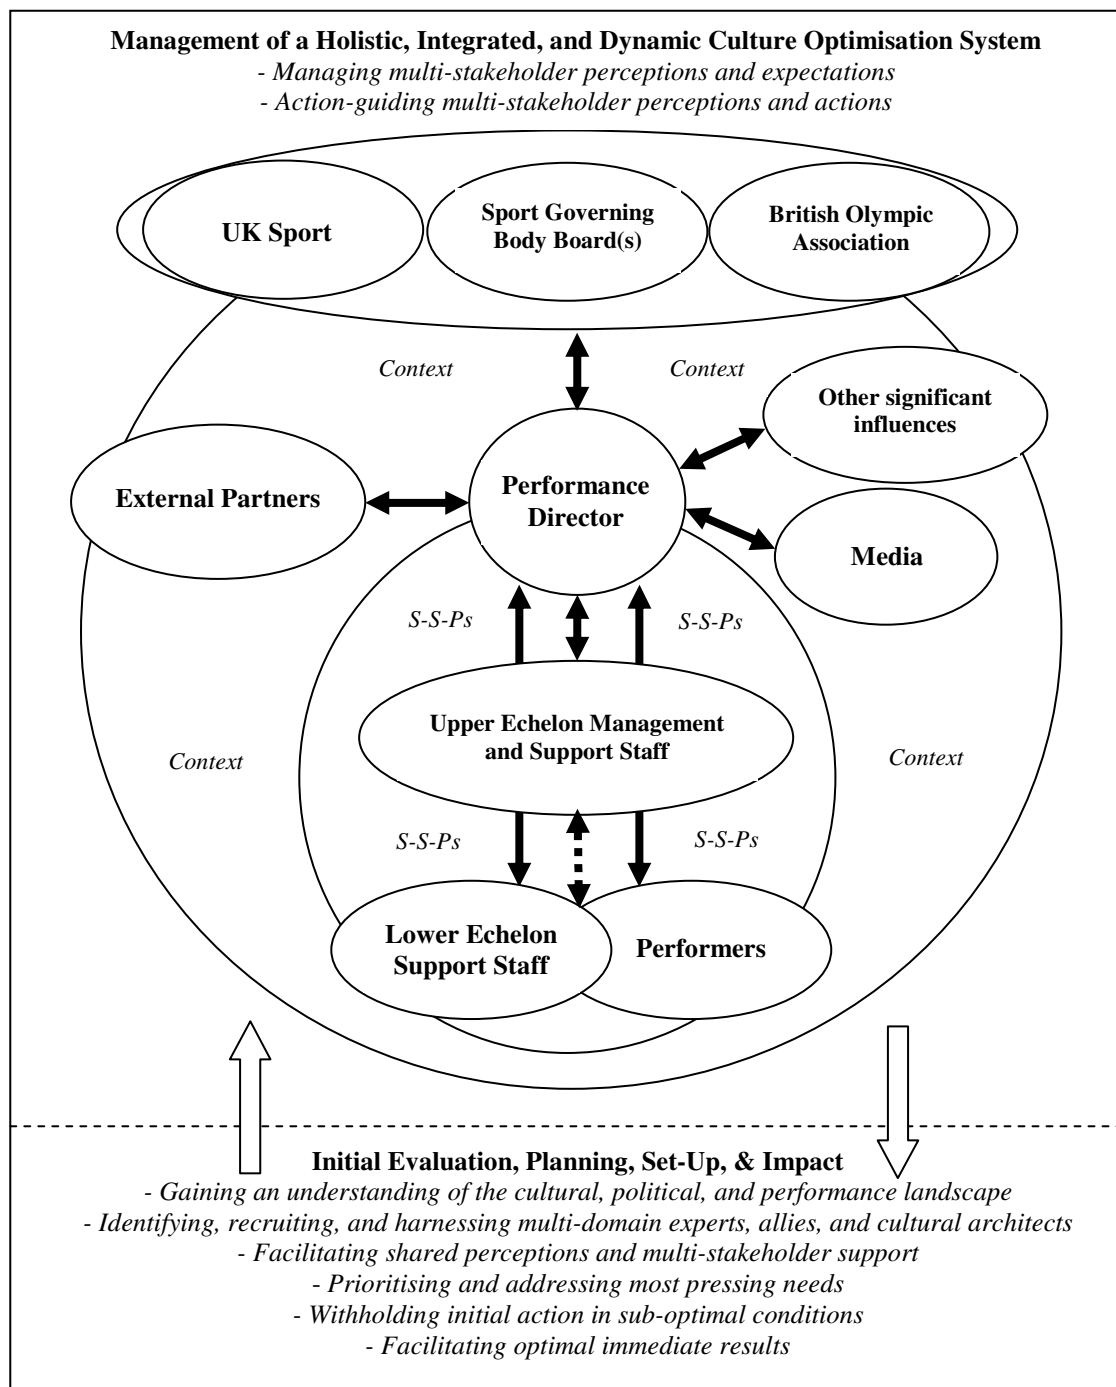 Management of a Holistic, Integrated, and Dynamic Culture Optimisation System
- Managing multi-stakeholder perceptions and expectations
- Action-guiding multi-stakeholder perceptions and actions
UK Sport
Sport Governing
Body Board(s)
British Olympic
Association
Context
Context
Other significant
influences
External Partners
Performance
Director
Media
S-S-Ps
S-S-Ps
Upper Echelon Management
and Support Staff
Context
Context
S-S-Ps
S-S-Ps
Lower Echelon
Support Staff
Performers
Initial Evaluation, Planning, Set-Up, & Impact
- Gaining an understanding of the cultural, political, and performance landscape
- Identifying, recruiting, and harnessing multi-domain experts, allies, and cultural architects
- Facilitating shared perceptions and multi-stakeholder support
- Prioritising and addressing most pressing needs
- Withholding initial action in sub-optimal conditions
- Facilitating optimal immediate results